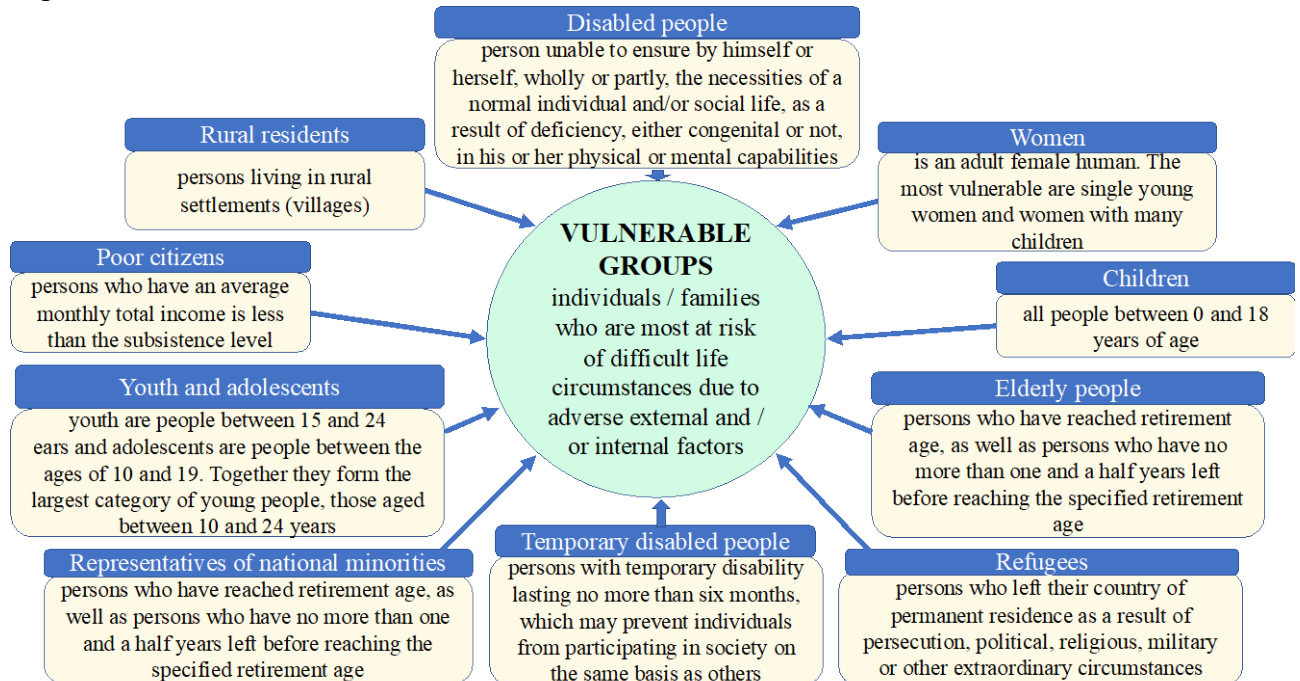 Disabled people
person unable to ensure by himself or
herself, wholly or partly, the necessities of a
normal individual and/or social life, as a
result of deficiency, either congenital or not,
in his or her physical or mental capabilities
Rural residents
persons living in rural
settlements (villages)
Women
is an adult female human. The
most vulnerable are single young
women and women with many
children
Poor citizens
persons who have an average
monthly total income is less
than the subsistence level
VULNERABLE
GROUPS
individuals / families
who are most at risk
of difficult life
circumstances due to
adverse external and /
or internal factors
Children
all people between 0 and 18
years of age
Youth and adolescents
youth are people between 15 and 24
ears and adolescents are people between the
ages of 10 and 19. Together they form the
largest category of young people, those aged
between 10 and 24 years
Elderly people
persons who have reached retirement
age, as well as persons who have no
more than one and a half years left
before reaching the specified retirement
age
Representatives of national minorities
persons who have reached retirement age, as
well as persons who have no more than one
and a half years left before reaching the
specified retirement age
Temporary disabled people
persons with temporary disability
lasting no more than six months,
which may prevent individuals
from participating in society on
the same basis as others
Refugees
persons who left their country of
permanent residence as a result of
persecution, political, religious, military
or other extraordinary circumstances